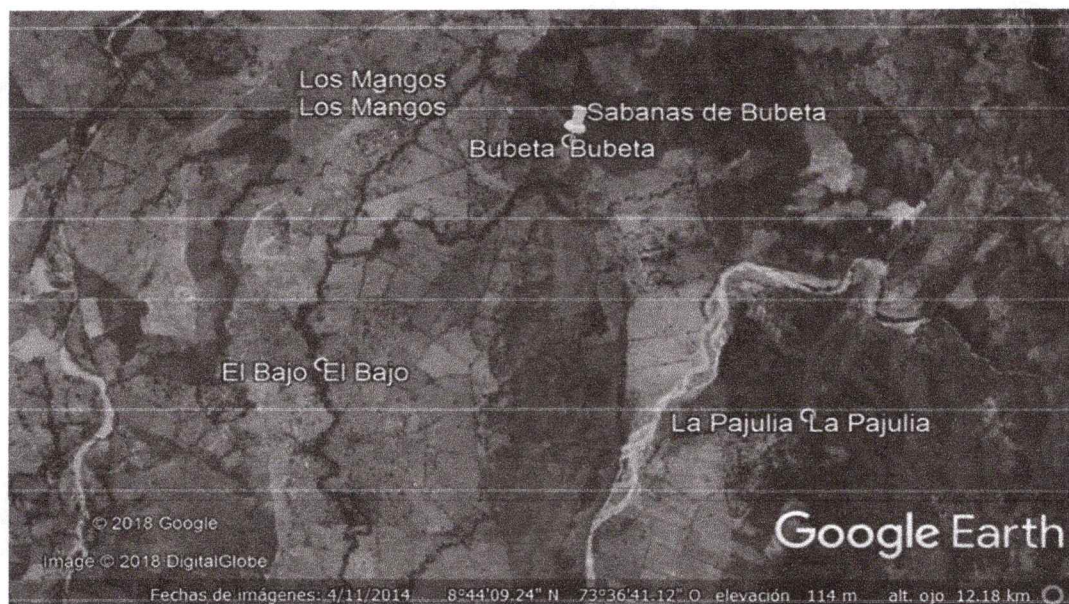 Los Mangos
Los Mangos
Sabanas de Bubeta
Bubeta Bubeta
El Bajo El Bajo
La Pajulia La Pajulia
© 2018 Google
Google Earth
Image © 2018 DigitalGlobe
Fechas de imágenes: 4/11/2014 8°44'09.24" N 73°36'41.12" O elevación 114 m alt. ojo 12.18 km